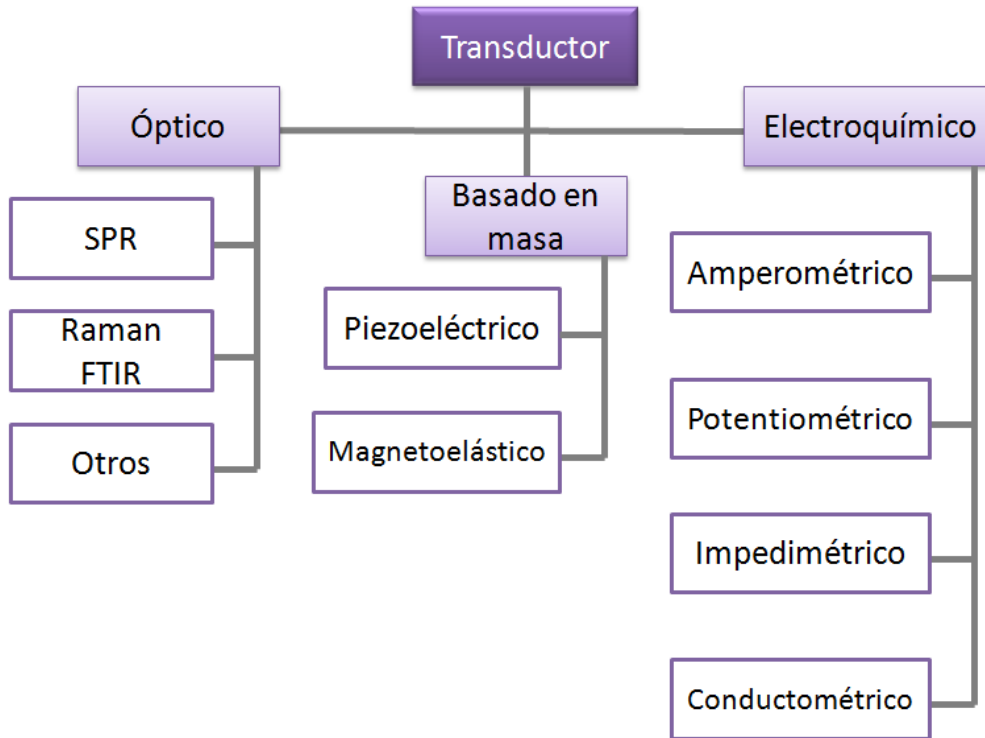 Transductor
Óptico
SPR
Raman
FTIR
Otros
Basado en
masa
Piezoeléctrico
Magnetoelástico
Electroquímico
Amperométrico
Potentiométrico
Impedimétrico
Conductométrico